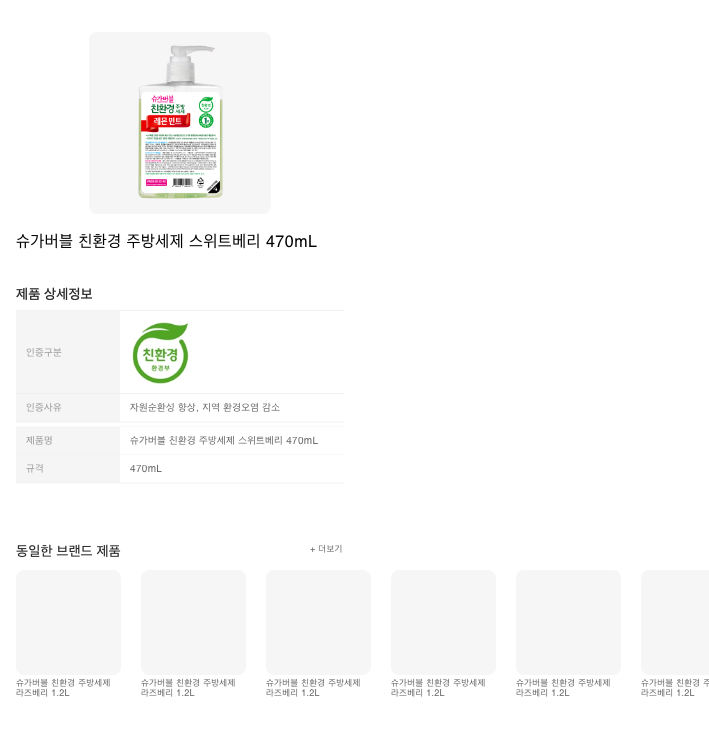 슈가버블
친환경 주방
세제
레몬 민트
슈가버블 친환경 주방세제 스위트베리 470mL
제품 상세정보
인증구분
친환경
환경부
인증사유
자원순환성 향상, 지역 환경오염 감소
제품명
슈가버블 친환경 주방세제 스위트베리 470mL
규격
470mL
동일한 브랜드 제품
+ 더보기
슈가버블 친환경 주방세제
라즈베리 1.2L
슈가버블 친환경 주방세제
라즈베리 1.2L
슈가버블 친환경 주방세제
라즈베리 1.2L
슈가버블 친환경 주방세제
라즈베리 1.2L
슈가버블 친환경 주방세제
라즈베리 1.2L
슈가버블 친환경
라즈베리 1.2L